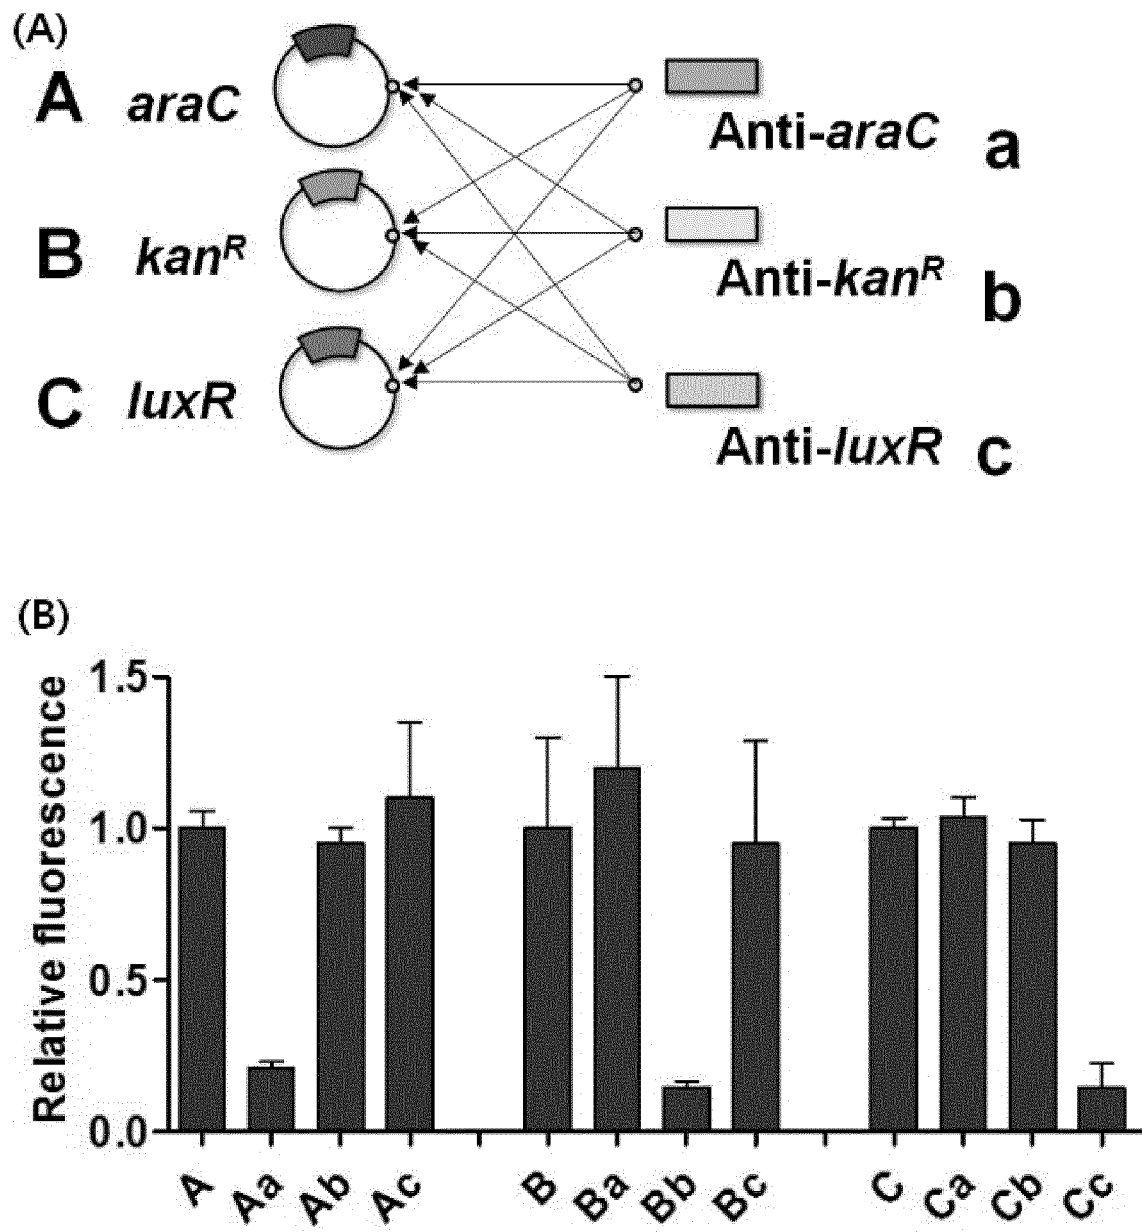 (A)
A araC
Anti-araC a
B kanR
Anti-kanR b
C luxR
Anti-luxR c
(B)
Relative fluorescence
1.5
1.0
0.5
0.0
A Aa Ab Ac B Ba Bb Bc C Ca Cb Cc